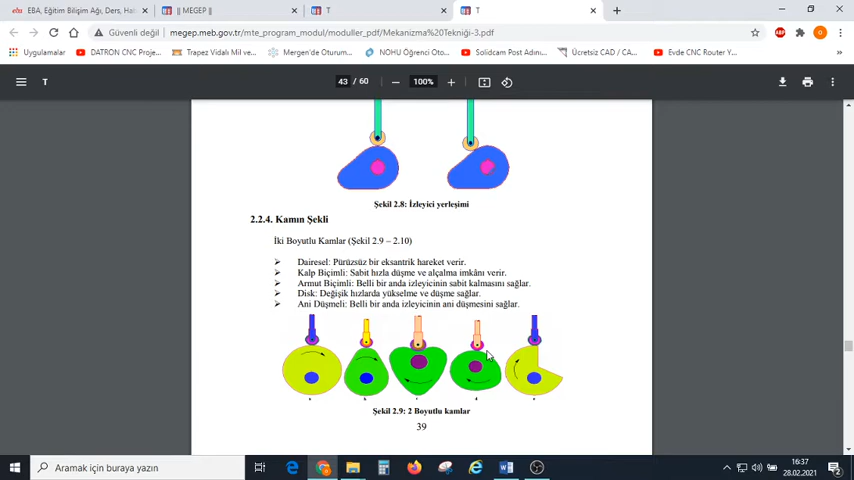 EBA, Eğitim Bilişim Ağı, Ders, Hab
|| MEGEP ||
T
T
Güvenli değil
megep.meb.gov.tr/mte_program_modul/moduller_pdf/Mekanizma%20Tekniği-3.pdf
Uygulamalar
DATRON CNC Proje...
Trapez Vidalı Mil ve...
Mergen'de Oturum...
NOHU Öğrenci Otom...
Solidcam Post Adını...
Ücretsiz CAD / CA...
Evde CNC Router Y...
T
43 / 60
100%
Şekil 2.8: İzleyici yerleşimi
2.2.4. Kamın Şekli
İki Boyutlu Kamlar (Şekil 2.9 – 2.10)
Dairesel: Pürüzsüz bir eksantrik hareket verir.
Kalp Biçimli: Sabit hızla düşme ve alçalma imkânı verir.
Armut Biçimli: Belli bir anda izleyicinin sabit kalmasını sağlar.
Disk: Değişik hızlarda yükselme ve düşme sağlar.
Ani Düşmeli: Belli bir anda izleyicinin ani düşmesini sağlar.
Şekil 2.9: 2 Boyutlu kamlar
39
Aramak için buraya yazın
16:37
28.02.2021